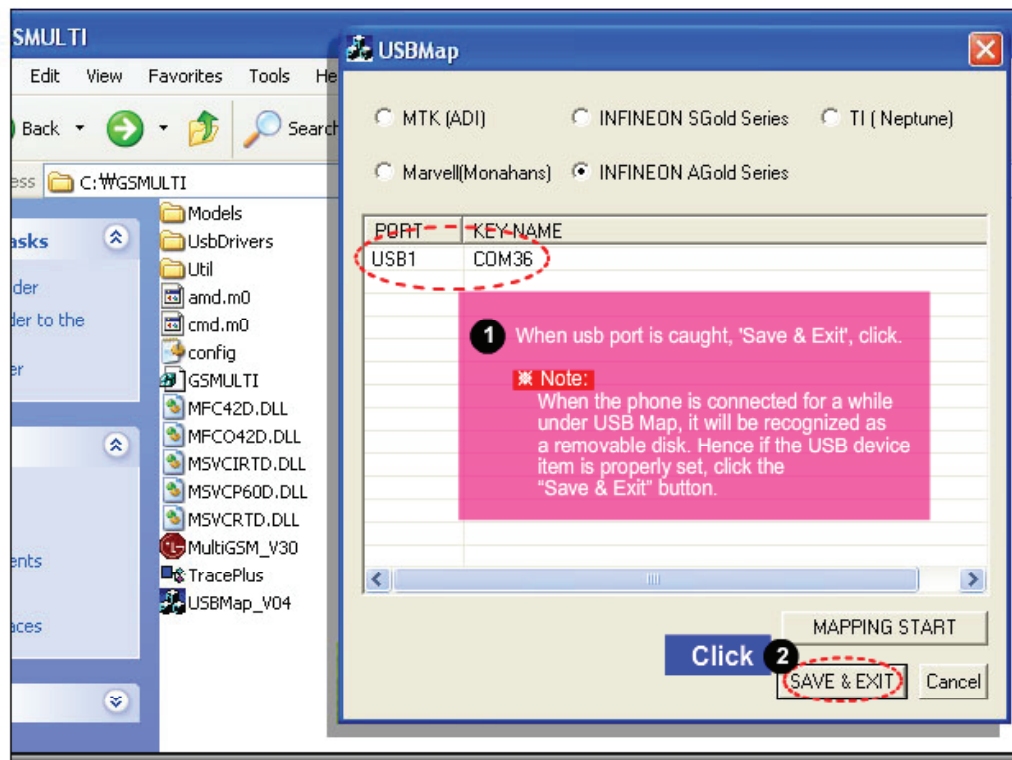 SMULTI
Edit View Favorites Tools He
Back Search
ess C:₩GSMULTI
asks
der
der to the
er
ents
aces
Models
UsbDrivers
Util
amd.m0
cmd.m0
config
GSMULTI
MFC42D.DLL
MFCO42D.DLL
MSVCIRTD.DLL
MSVCP60D.DLL
MSVCRTD.DLL
MultiGSM_V30
TracePlus
USBMap_V04
USBMap
MTK (ADI) INFINEON SGold Series TI ( Neptune)
Marvell(Monahans) INFINEON AGold Series
PORT KEY-NAME
USB1 COM36
1 When usb port is caught, 'Save & Exit', click.
※ Note:
When the phone is connected for a while
under USB Map, it will be recognized as
a removable disk. Hence if the USB device
item is properly set, click the
“Save & Exit” button.
MAPPING START
Click 2
SAVE & EXIT Cancel